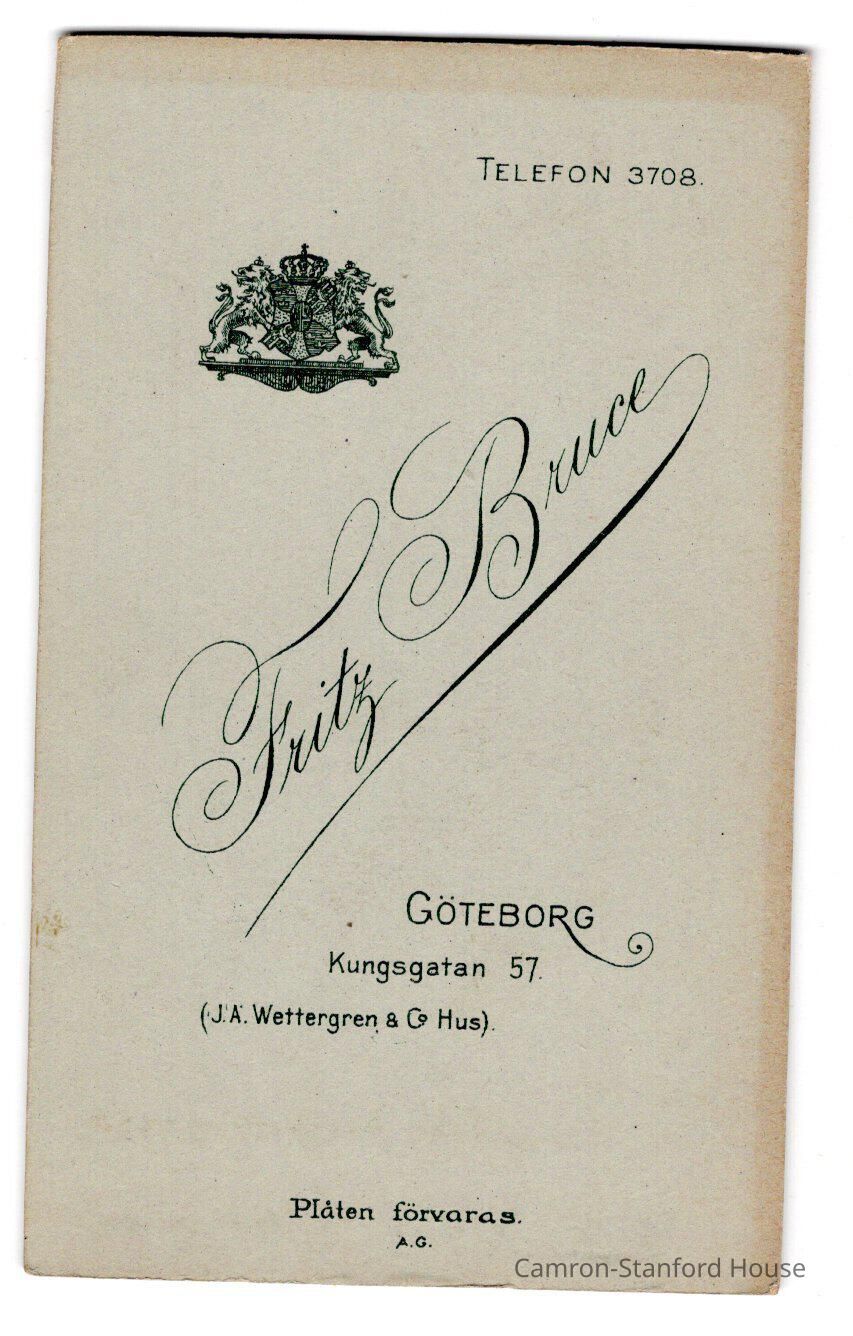 TELEFON 3708.
Fritz Bruce
GÖTEBORG
Kungsgatan 57.
(J.A. Wettergren & Co Hus).
Plåten förvaras.
A.G.
Camron-Stanford House